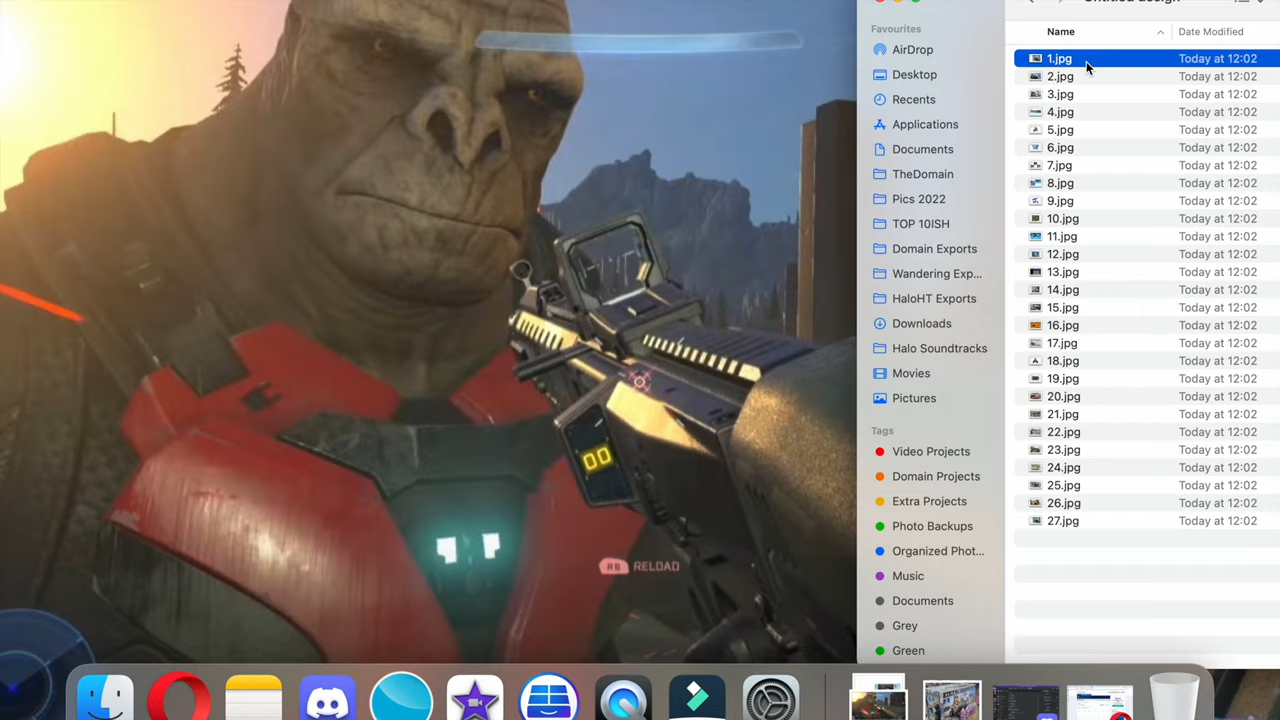 Untitled design
Favourites
Name
Date Modified
AirDrop
Desktop
Recents
Applications
Documents
TheDomain
Pics 2022
TOP 10ISH
Domain Exports
Wandering Exp...
HaloHT Exports
Downloads
Halo Soundtracks
Movies
Pictures
Tags
Video Projects
Domain Projects
Extra Projects
Photo Backups
Organized Phot...
Music
Documents
Grey
Green
1.jpg Today at 12:02
2.jpg Today at 12:02
3.jpg Today at 12:02
4.jpg Today at 12:02
5.jpg Today at 12:02
6.jpg Today at 12:02
7.jpg Today at 12:02
8.jpg Today at 12:02
9.jpg Today at 12:02
10.jpg Today at 12:02
11.jpg Today at 12:02
12.jpg Today at 12:02
13.jpg Today at 12:02
14.jpg Today at 12:02
15.jpg Today at 12:02
16.jpg Today at 12:02
17.jpg Today at 12:02
18.jpg Today at 12:02
19.jpg Today at 12:02
20.jpg Today at 12:02
21.jpg Today at 12:02
22.jpg Today at 12:02
23.jpg Today at 12:02
24.jpg Today at 12:02
25.jpg Today at 12:02
26.jpg Today at 12:02
27.jpg Today at 12:02
00
RB RELOAD